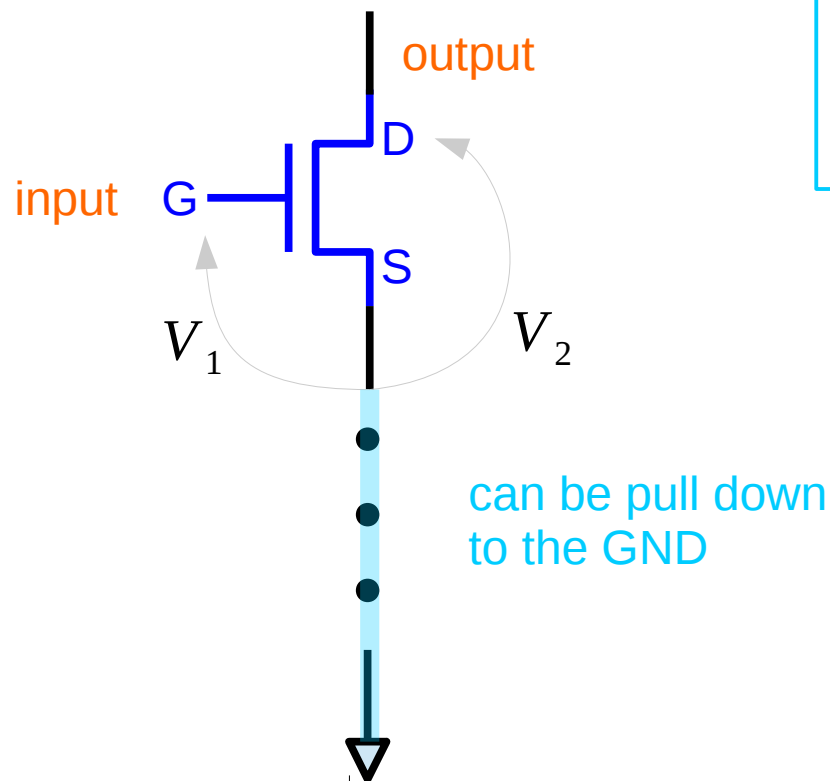 output
D
input
G
S
V1
V2
can be pull down
to the GND